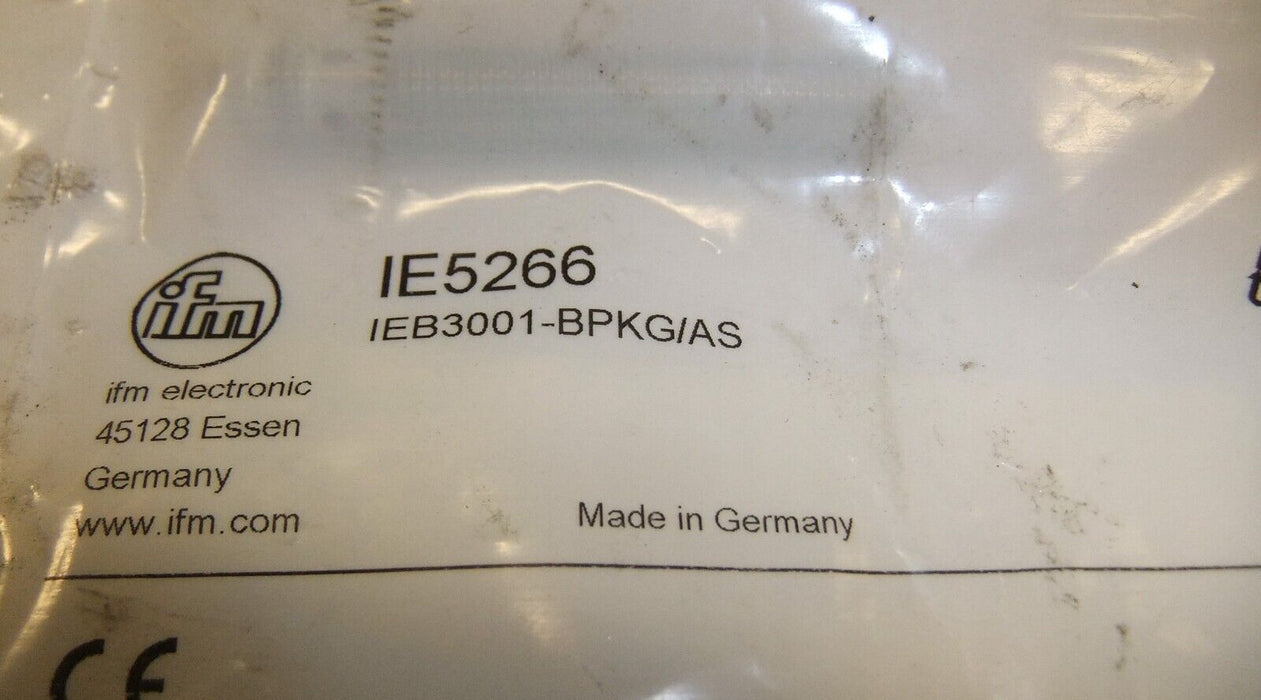 ifm
IE5266
IEB3001-BPKG/AS
ifm electronic
45128 Essen
Germany
www.ifm.com
Made in Germany
CE